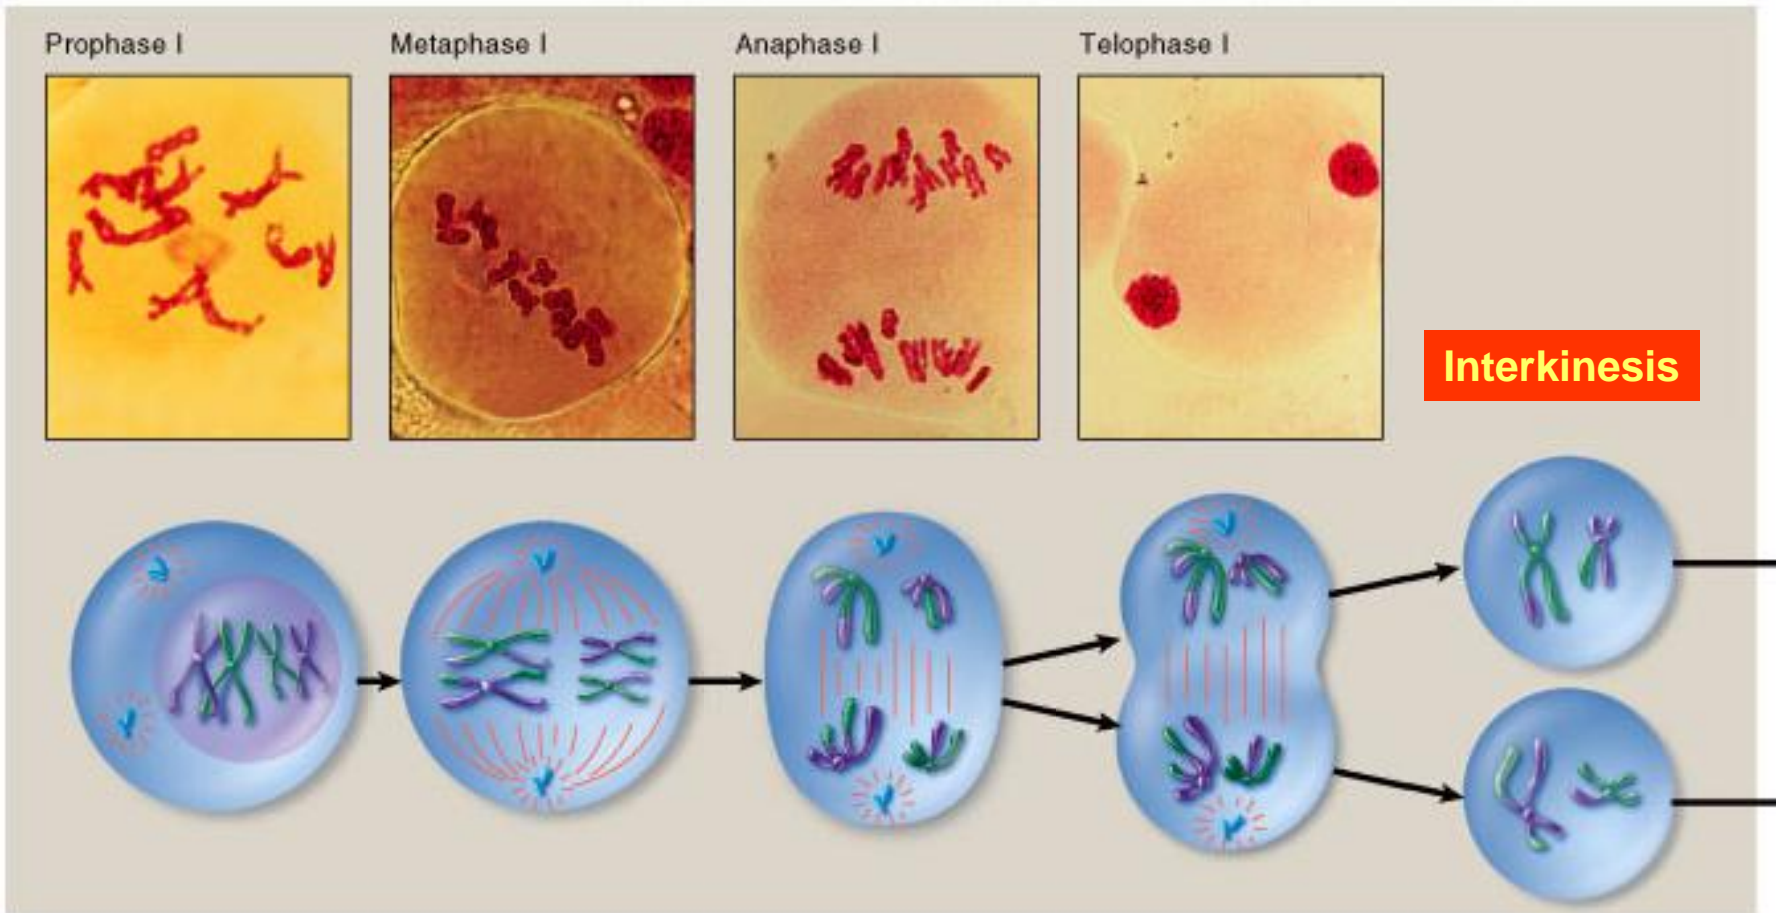 Prophase I
Metaphase I
Anaphase I
Telophase I
Interkinesis